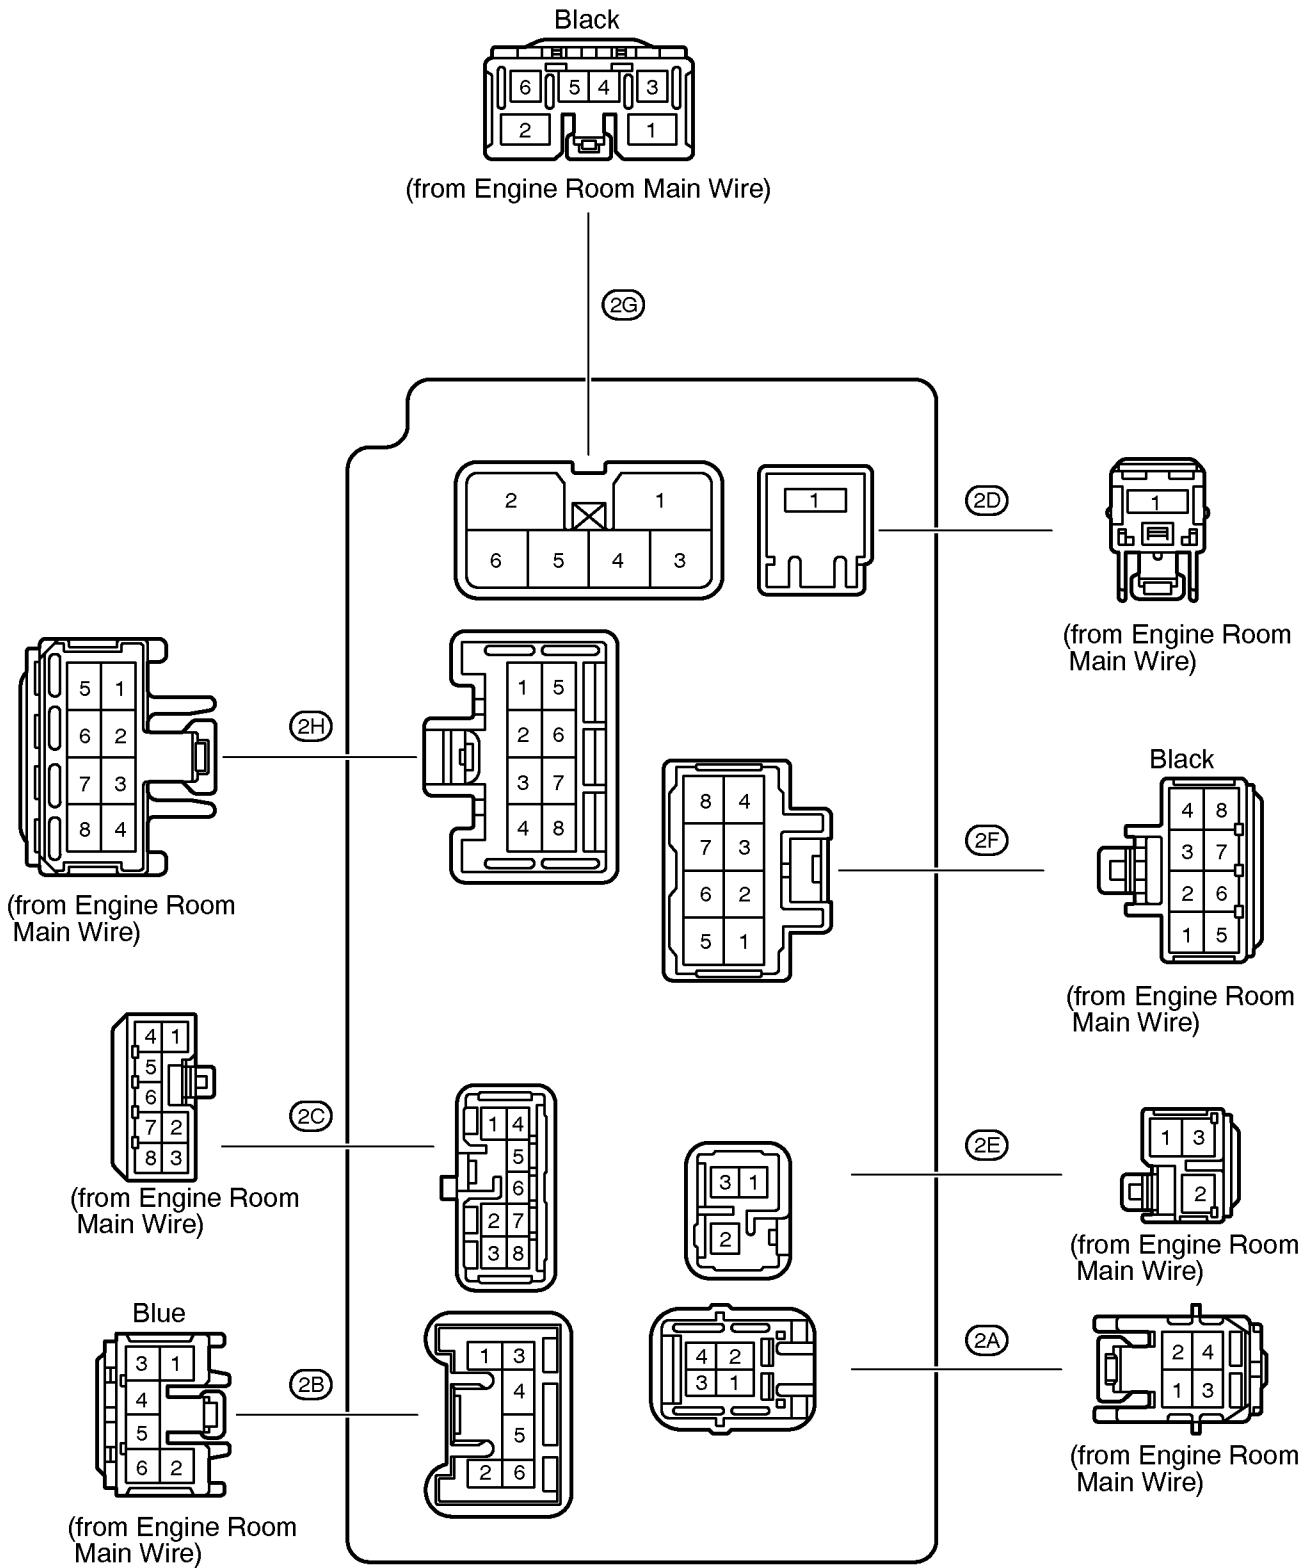 Black
6 5 4 3
2 1
(from Engine Room Main Wire)
2G
2 1
6 5 4 3
1
2D
1
(from Engine Room
Main Wire)
5 1
6 2
7 3
8 4
(from Engine Room
Main Wire)
2H
1 5
2 6
3 7
4 8
8 4
7 3
6 2
5 1
2F
Black
4 8
3 7
2 6
1 5
(from Engine Room
Main Wire)
4 1
5
6
7 2
8 3
(from Engine Room
Main Wire)
2C
1 4
5
6
2 7
3 8
3 1
2
2E
1 3
2
(from Engine Room
Main Wire)
Blue
3 1
4
5
6 2
(from Engine Room
Main Wire)
2B
1 3
4
5
2 6
4 2
3 1
2A
2 4
1 3
(from Engine Room
Main Wire)